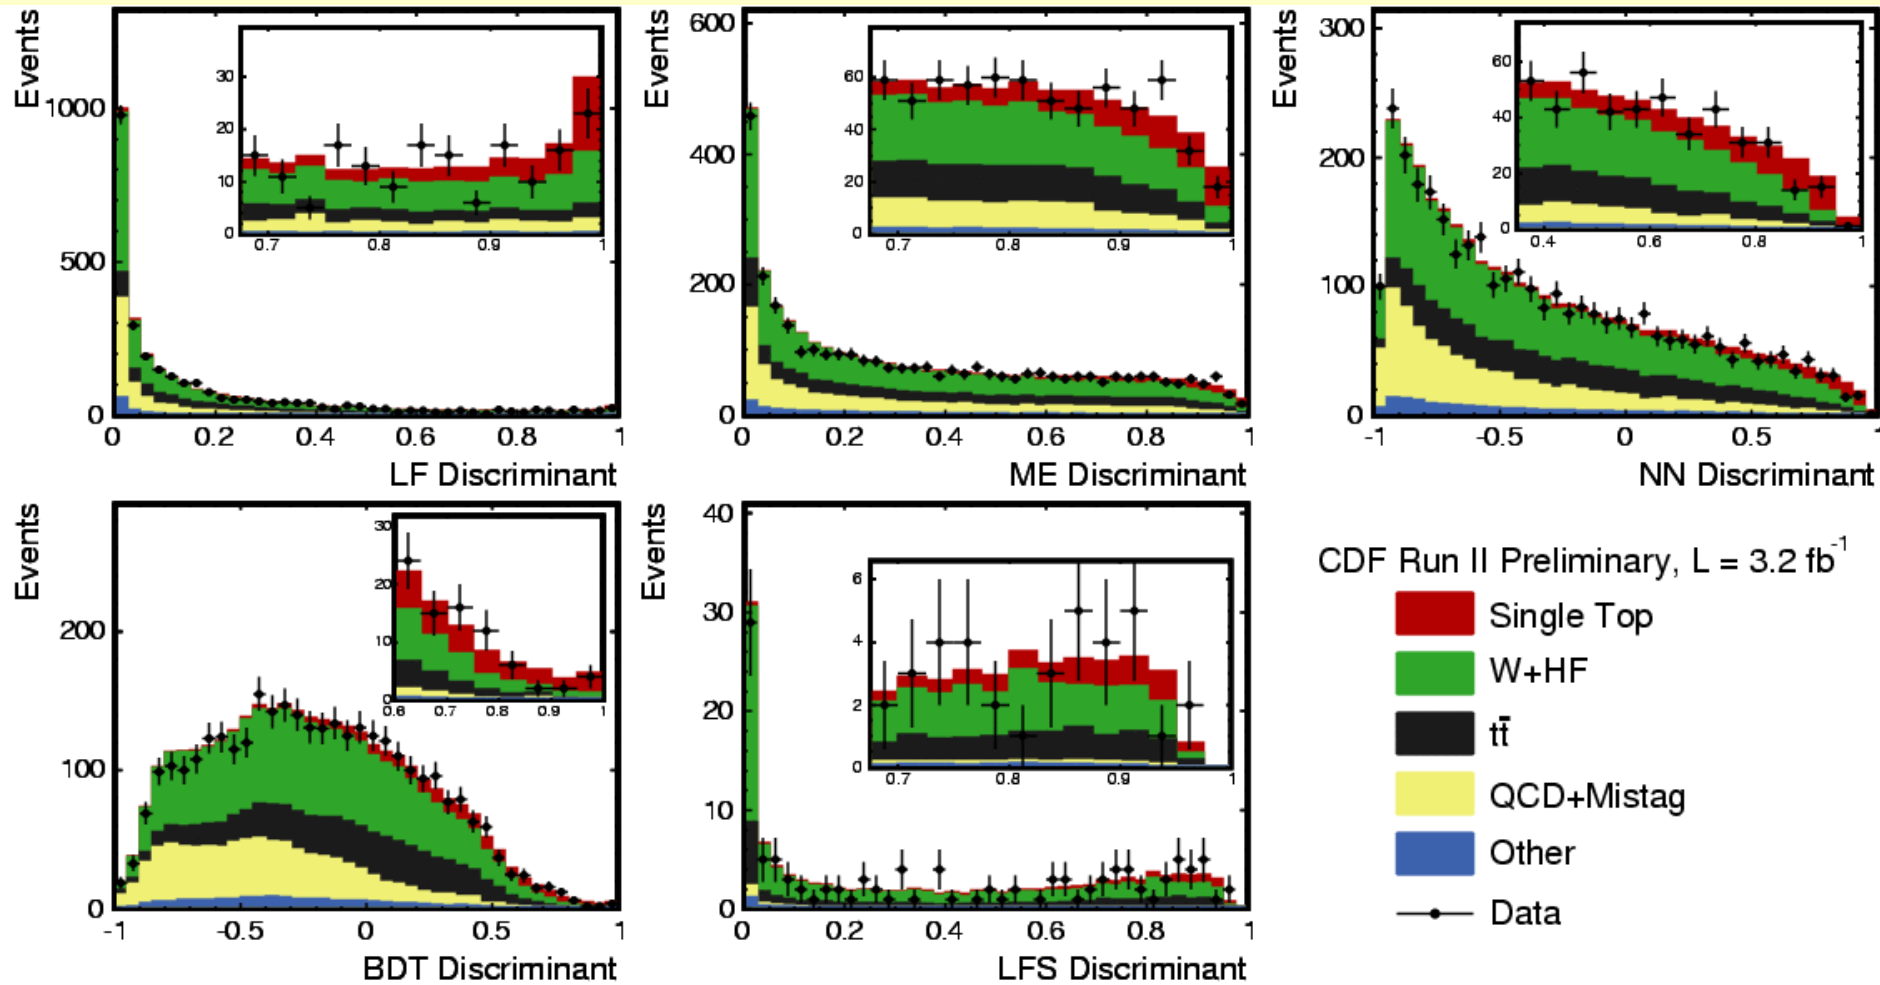 Events
1000
500
0
0 0.2 0.4 0.6 0.8 1
LF Discriminant
30
20
10
0
0.7 0.8 0.9 1
Events
600
400
200
0
0 0.2 0.4 0.6 0.8 1
ME Discriminant
60
40
20
0
0.7 0.8 0.9 1
Events
300
200
100
0
-1 -0.5 0 0.5 1
NN Discriminant
60
40
20
0
0.4 0.6 0.8 1
Events
200
100
0
-1 -0.5 0 0.5 1
BDT Discriminant
30
20
10
0
0.6 0.7 0.8 0.9 1
Events
40
30
20
10
0
0 0.2 0.4 0.6 0.8 1
LFS Discriminant
6
4
2
0
0.7 0.8 0.9 1
CDF Run II Preliminary, L = 3.2 fb⁻¹
Single Top
W+HF
tt̄
QCD+Mistag
Other
Data